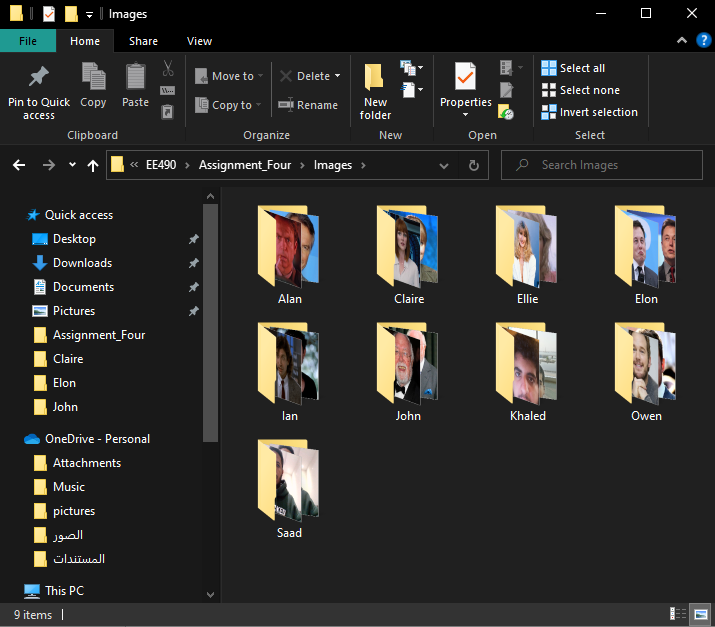 Images
File Home Share View
Pin to Quick access
Copy
Paste
Move to
Copy to
Delete
Rename
New folder
Properties
Select all
Select none
Invert selection
Clipboard Organize New Open Select
« EE490 › Assignment_Four › Images ›
Search Images
Quick access
Desktop
Downloads
Documents
Pictures
Assignment_Four
Claire
Elon
John
OneDrive - Personal
Attachments
Music
pictures
الصور
المستندات
This PC
Alan Claire Ellie Elon
Ian John Khaled Owen
Saad
9 items